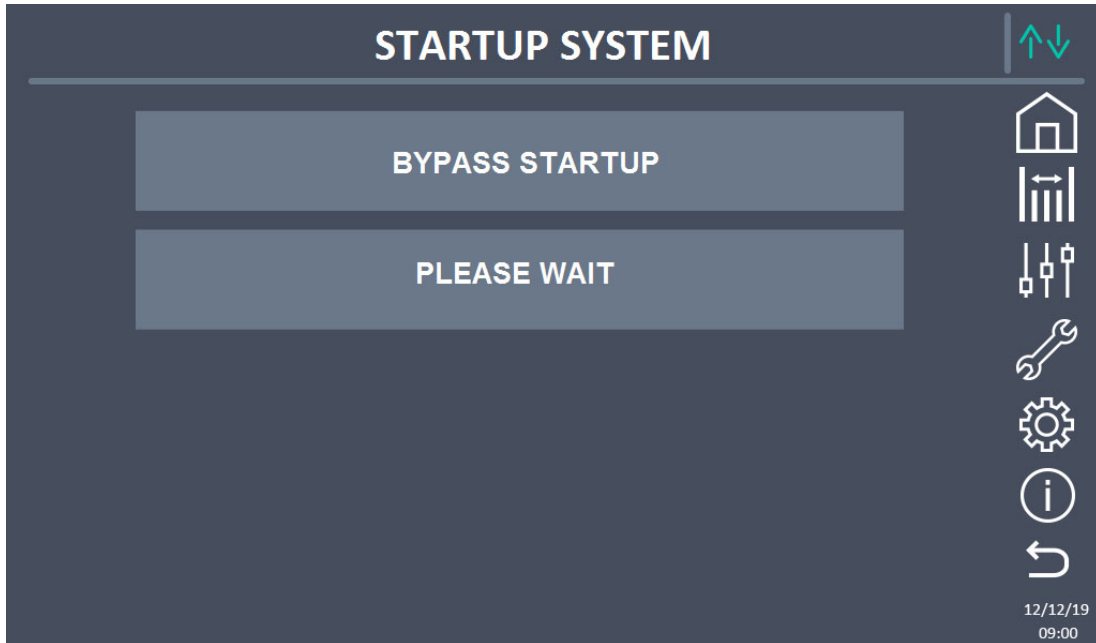 STARTUP SYSTEM
BYPASS STARTUP
PLEASE WAIT
12/12/19
09:00